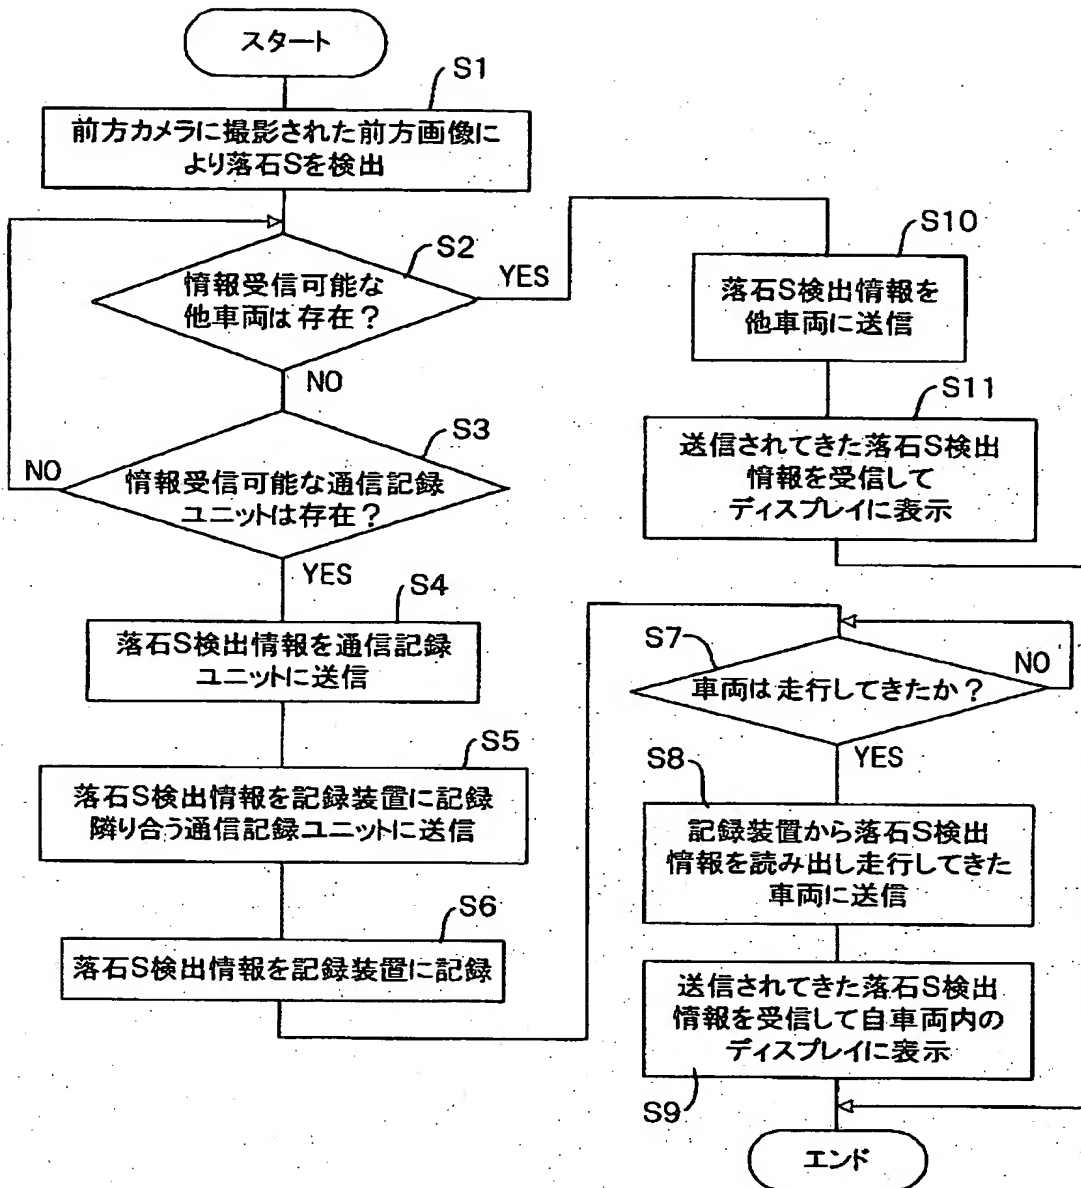 スタート
S1
前方カメラに撮影された前方画像に
より落石Sを検出
S2
情報受信可能な
他車両は存在？
YES
NO
S3
情報受信可能な通信記録
ユニットは存在？
NO
YES
S4
落石S検出情報を通信記録
ユニットに送信
S5
落石S検出情報を記録装置に記録
隣り合う通信記録ユニットに送信
S6
落石S検出情報を記録装置に記録
S10
落石S検出情報を
他車両に送信
S11
送信されてきた落石S検出
情報を受信して
ディスプレイに表示
S7
車両は走行してきたか？
NO
YES
S8
記録装置から落石S検出
情報を読み出し走行してきた
車両に送信
送信されてきた落石S検出
情報を受信して自車両内の
ディスプレイに表示
S9
エンド